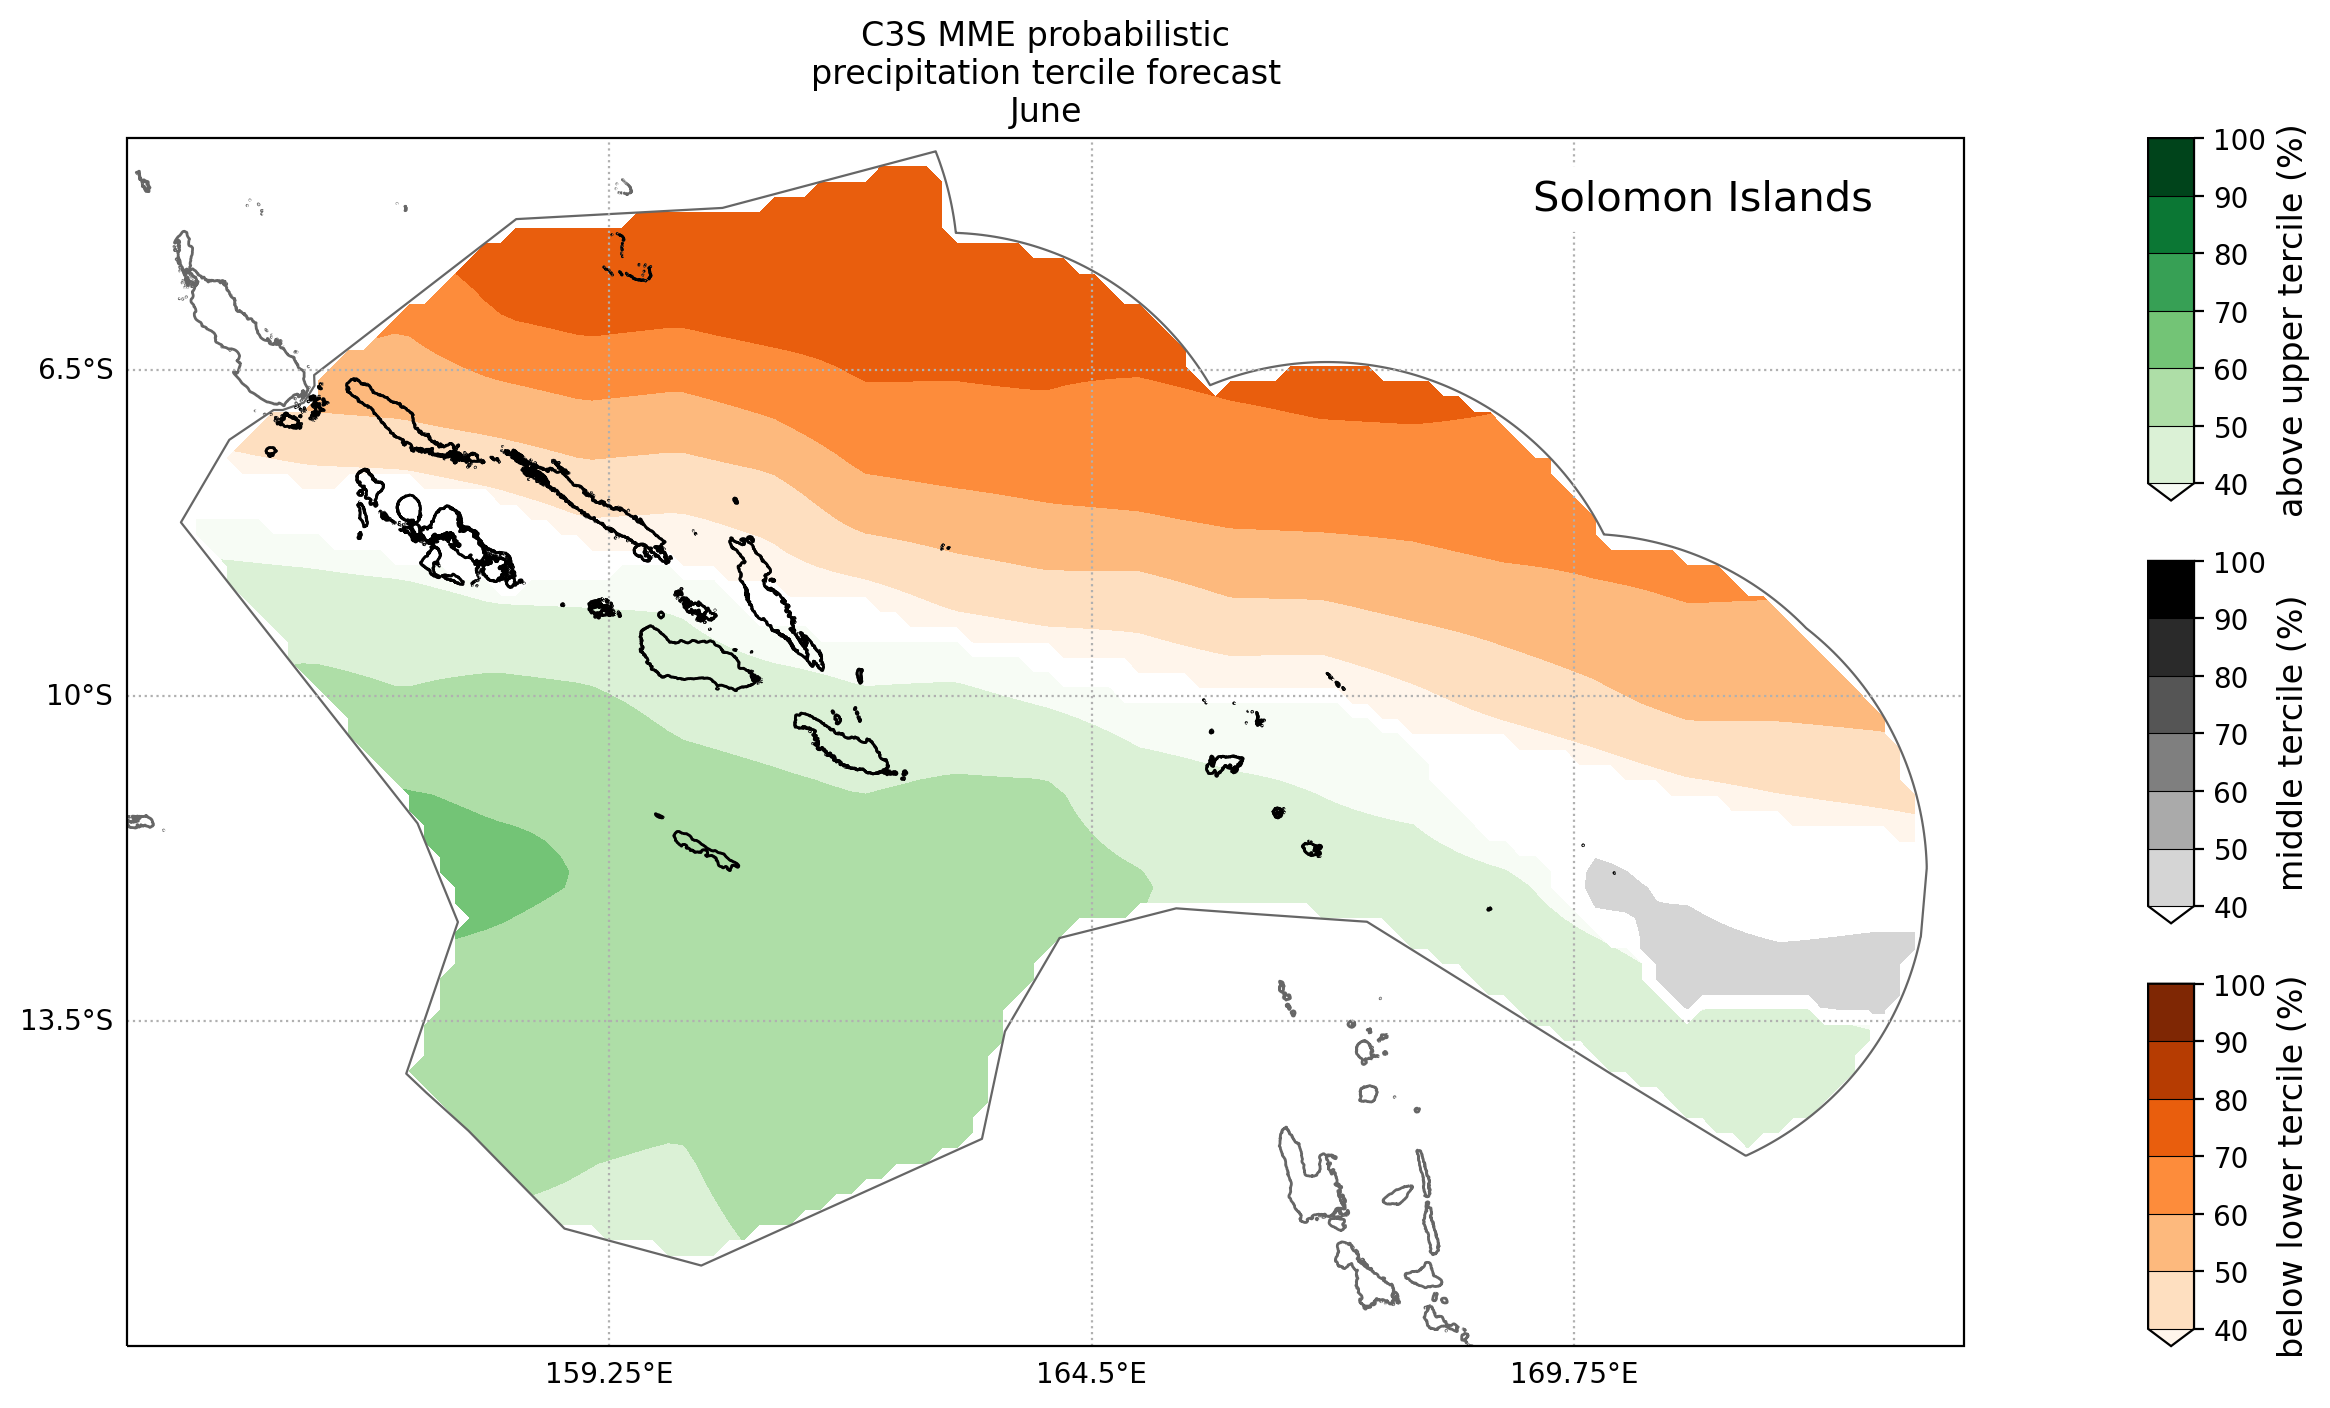 C3S MME probabilistic
precipitation tercile forecast
June
Solomon Islands
6.5°S
10°S
13.5°S
159.25°E
164.5°E
169.75°E
100
90
80
70
60
50
40
above upper tercile (%)
100
90
80
70
60
50
40
middle tercile (%)
100
90
80
70
60
50
40
below lower tercile (%)